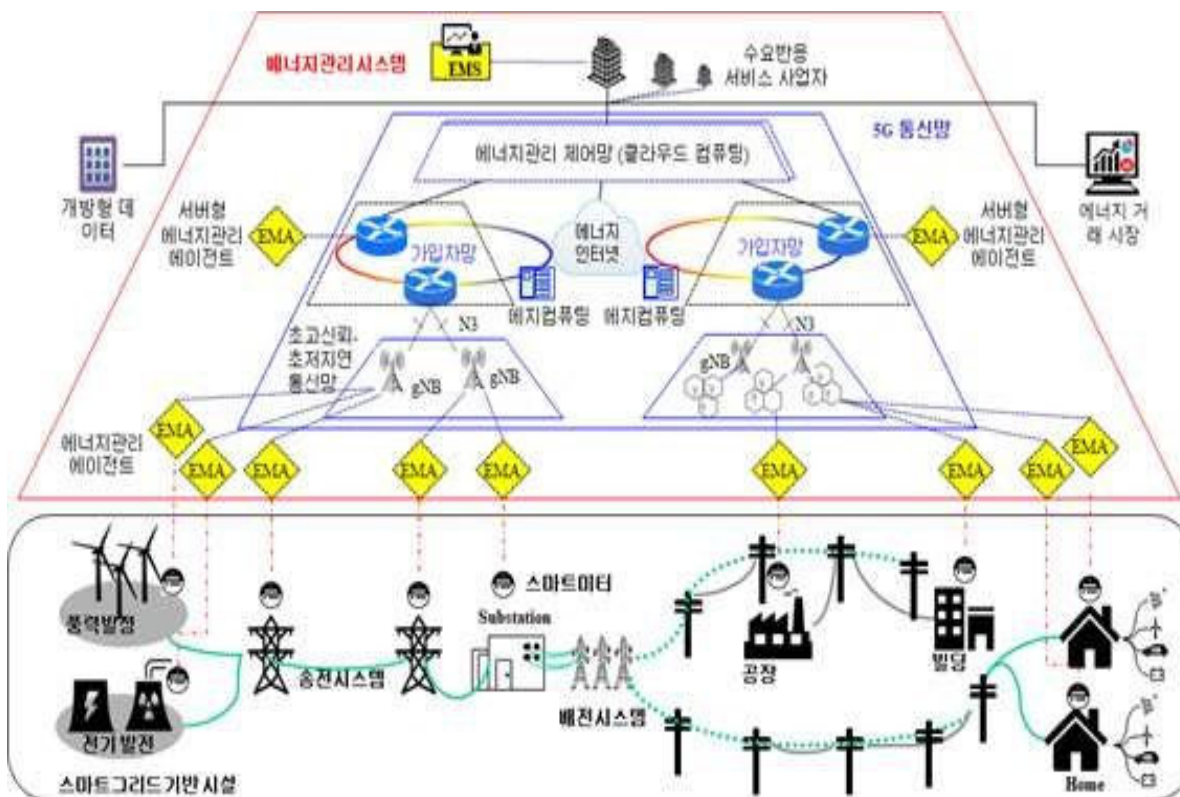 에너지관리 시스템
EMS
수요반응
서비스 사업자
5G 통신망
에너지관리 제어망 (클라우드 컴퓨팅)
개방형 데
이터
서버형
에너지관리
에이전트
EMA
가입자망
에너지
인터넷
가입자망
EMA
서버형
에너지관리
에이전트
에너지 거
래 시장
에지컴퓨팅
에지컴퓨팅
N3
N3
초고신뢰-
초저지연
통신망
gNB
gNB
gNB
에너지관리
에이전트
EMA
EMA
EMA
EMA
EMA
EMA
EMA
EMA
EMA
스마트미터
Substation
풍력발전
송전시스템
배전시스템
공장
빌딩
전기 발전
스마트그리드 기반 시설
Home